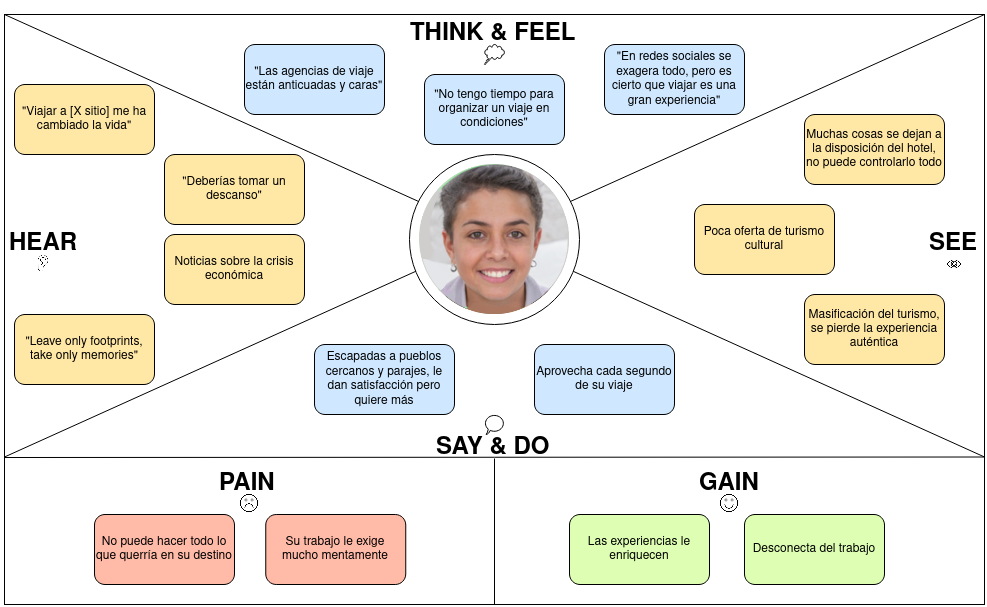 THINK & FEEL
"Las agencias de viaje
están anticuadas y caras"
"No tengo tiempo para
organizar un viaje en
condiciones"
"En redes sociales se
exagera todo, pero es
cierto que viajar es una
gran experiencia"
HEAR
"Viajar a [X sitio] me ha
cambiado la vida"
"Deberías tomar un
descanso"
Noticias sobre la crisis
económica
"Leave only footprints,
take only memories"
SEE
Muchas cosas se dejan a
la disposición del hotel,
no puede controlarlo todo
Poca oferta de turismo
cultural
Masificación del turismo,
se pierde la experiencia
auténtica
Escapadas a pueblos
cercanos y parajes, le
dan satisfacción pero
quiere más
Aprovecha cada segundo
de su viaje
SAY & DO
PAIN
No puede hacer todo lo
que querría en su destino
Su trabajo le exige
mucho mentamente
GAIN
Las experiencias le
enriquecen
Desconecta del trabajo